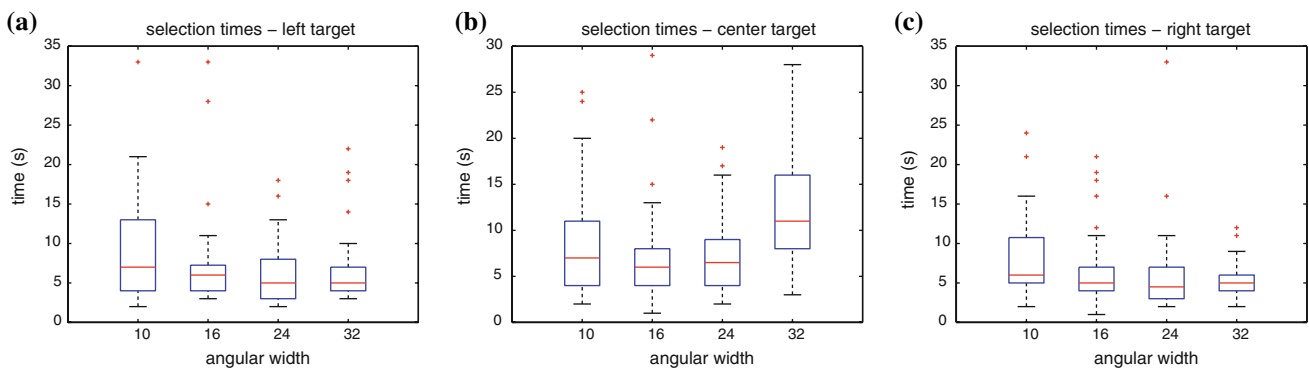 (a)
selection times – left target
time (s)
35
30
25
20
15
10
5
0
10 16 24 32
angular width
(b)
selection times – center target
time (s)
30
25
20
15
10
5
0
10 16 24 32
angular width
(c)
selection times – right target
time (s)
35
30
25
20
15
10
5
0
10 16 24 32
angular width